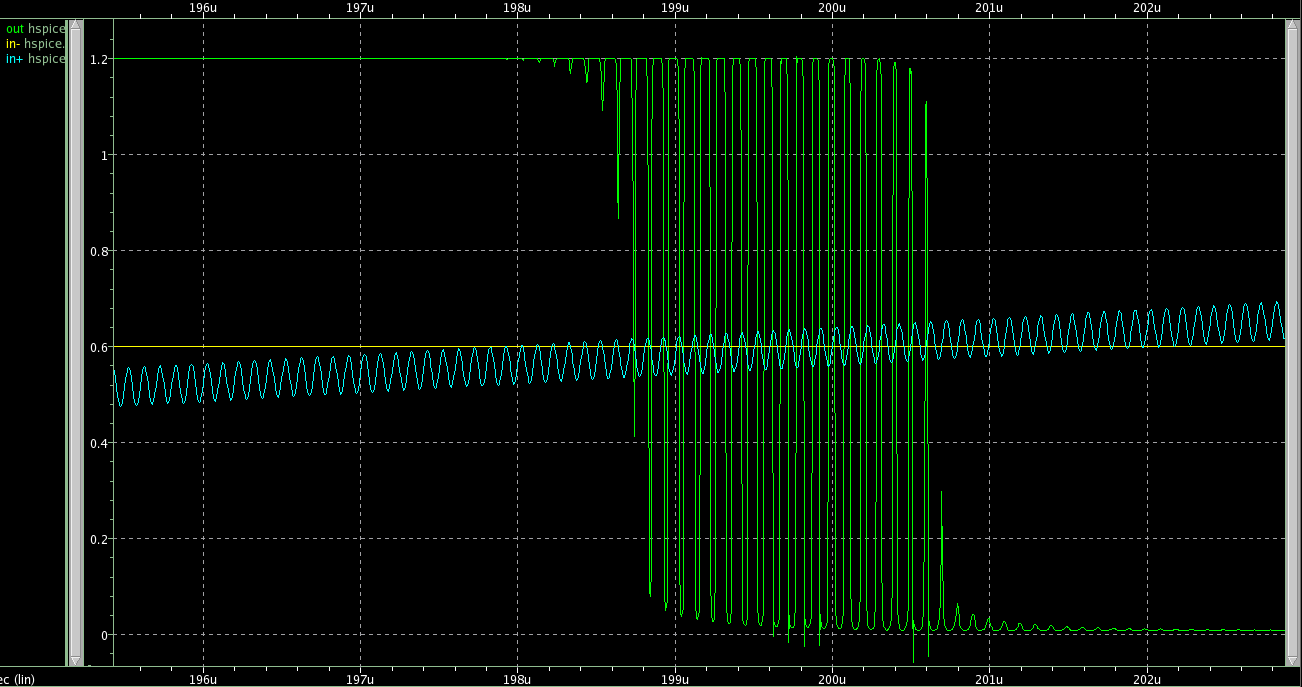 196u 197u 198u 199u 200u 201u 202u
out hspice
in- hspice.
in+ hspice
1.2
1
0.8
0.6
0.4
0.2
0
ec (lin) 196u 197u 198u 199u 200u 201u 202u